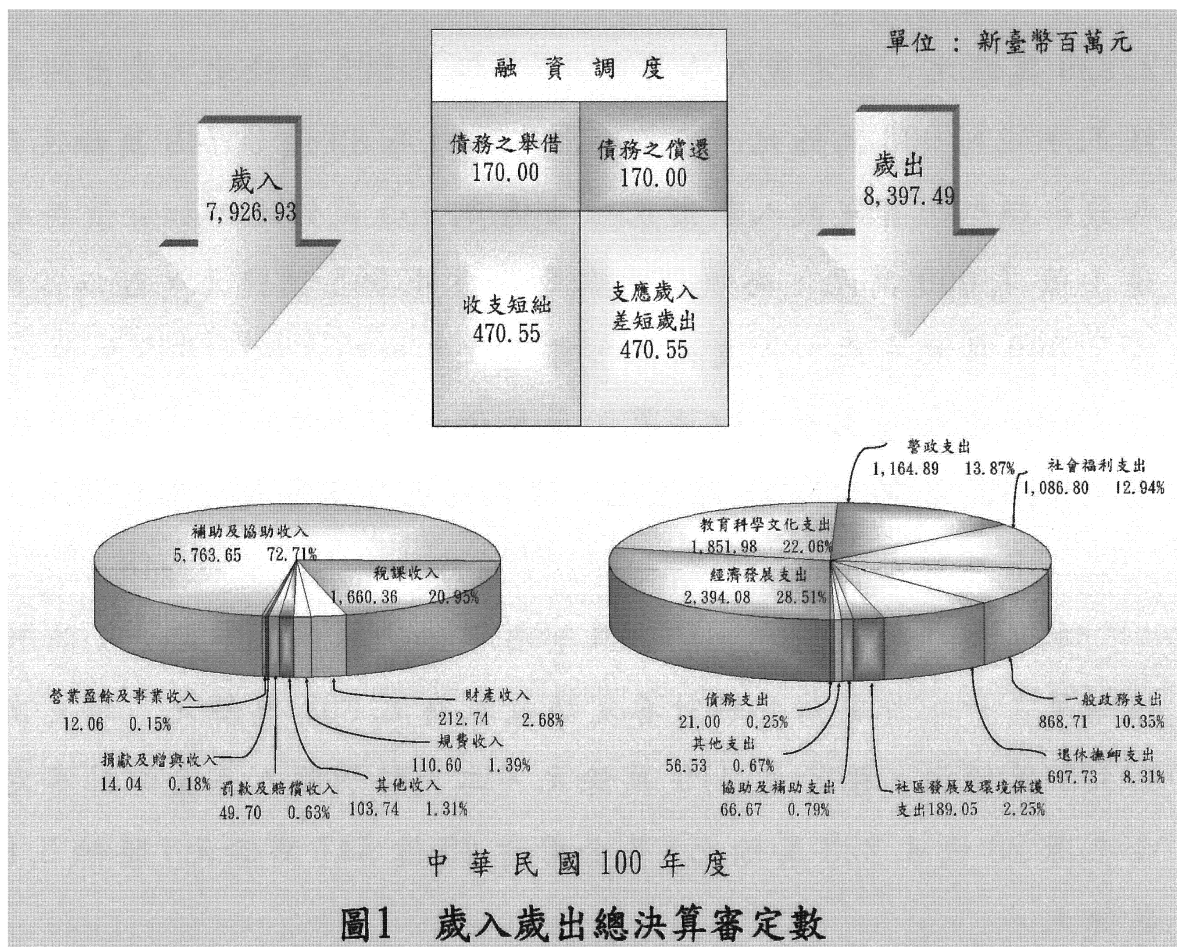 單位 : 新臺幣百萬元
融資調度
債務之舉借
170.00
債務之償還
170.00
歲入
7,926.93
歲出
8,397.49
收支短絀
470.55
支應歲入
差短歲出
470.55
補助及協助收入
5,763.65 72.71%
稅課收入
1,660.36 20.95%
營業盈餘及事業收入
12.06 0.15%
捐獻及贈與收入
14.04 0.18%
罰款及賠償收入
49.70 0.63%
其他收入
103.74 1.31%
規費收入
110.60 1.39%
財產收入
212.74 2.68%
警政支出
1,164.89 13.87%
社會福利支出
1,086.80 12.94%
教育科學文化支出
1,851.98 22.06%
經濟發展支出
2,394.08 28.51%
債務支出
21.00 0.25%
其他支出
56.53 0.67%
協助及補助支出
66.67 0.79%
社區發展及環境保護
支出189.05 2.25%
一般政務支出
868.71 10.35%
退休撫卹支出
697.73 8.31%
中華民國 100 年度
圖1 歲入歲出總決算審定數